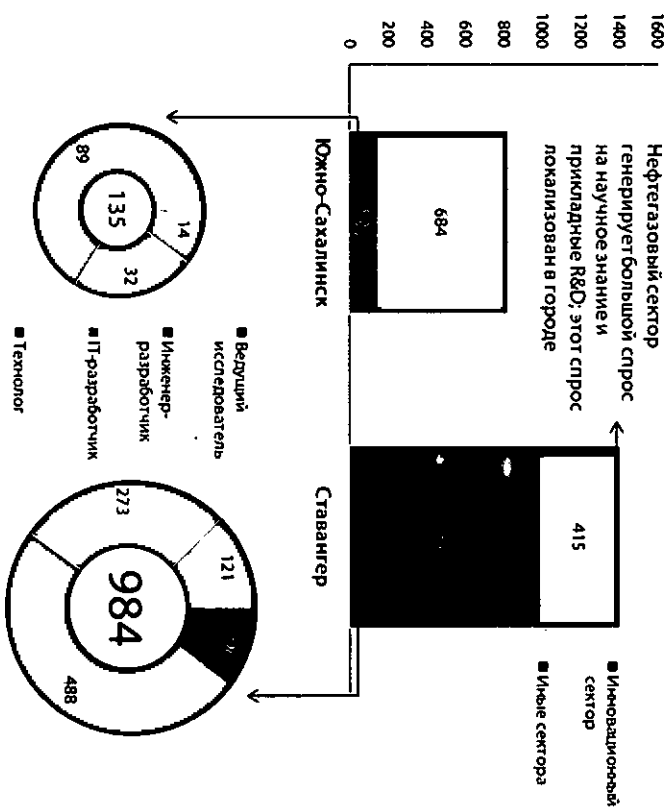 1600
1400
1200
1000
800
600
400
200
0
Нефтегазовый сектор
генерирует большой спрос
на научное знание и
прикладные R&D; этот спрос
локализован в городе
684
415
Инновационный
сектор
Иные сектора
Южно-Сахалинск
Ставангер
89
14
32
135
Ведущий
исследователь
Инженер-
разработчик
IT-разработчик
Технолог
273
121
488
984